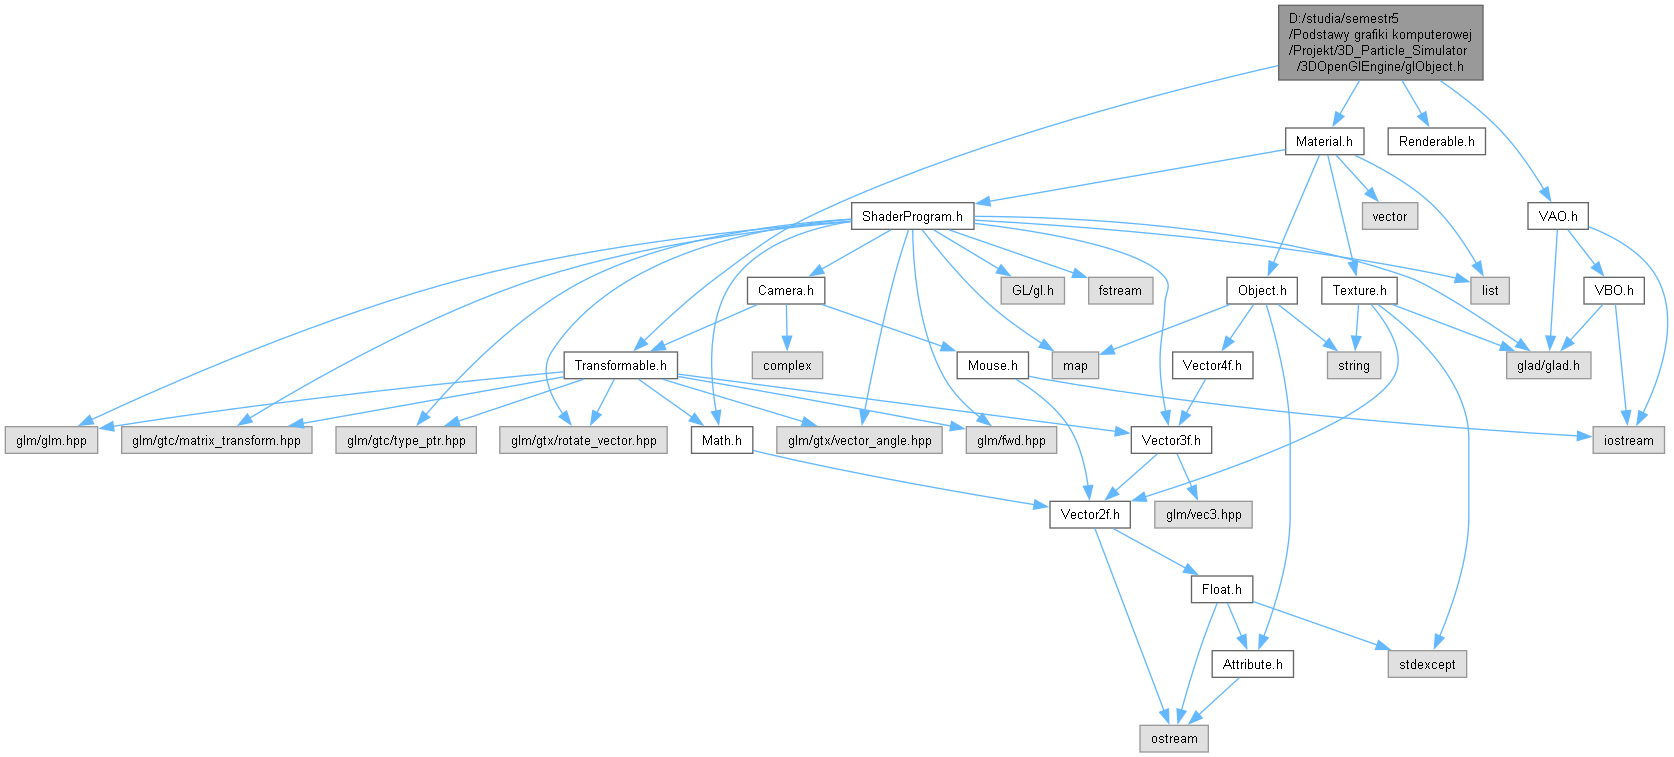 D:/studia/semestr5
/Podstawy grafiki komputerowej
/Projekt/3D_Particle_Simulator
/3DOpenGlEngine/glObject.h
Material.h
Renderable.h
ShaderProgram.h
vector
VAO.h
Camera.h
GL/gl.h
fstream
Object.h
Texture.h
list
VBO.h
Transformable.h
complex
Mouse.h
map
Vector4f.h
string
glad/glad.h
glm/glm.hpp
glm/gtc/matrix_transform.hpp
glm/gtc/type_ptr.hpp
glm/gtx/rotate_vector.hpp
Math.h
glm/gtx/vector_angle.hpp
glm/fwd.hpp
Vector3f.h
iostream
Vector2f.h
glm/vec3.hpp
Float.h
Attribute.h
stdexcept
ostream